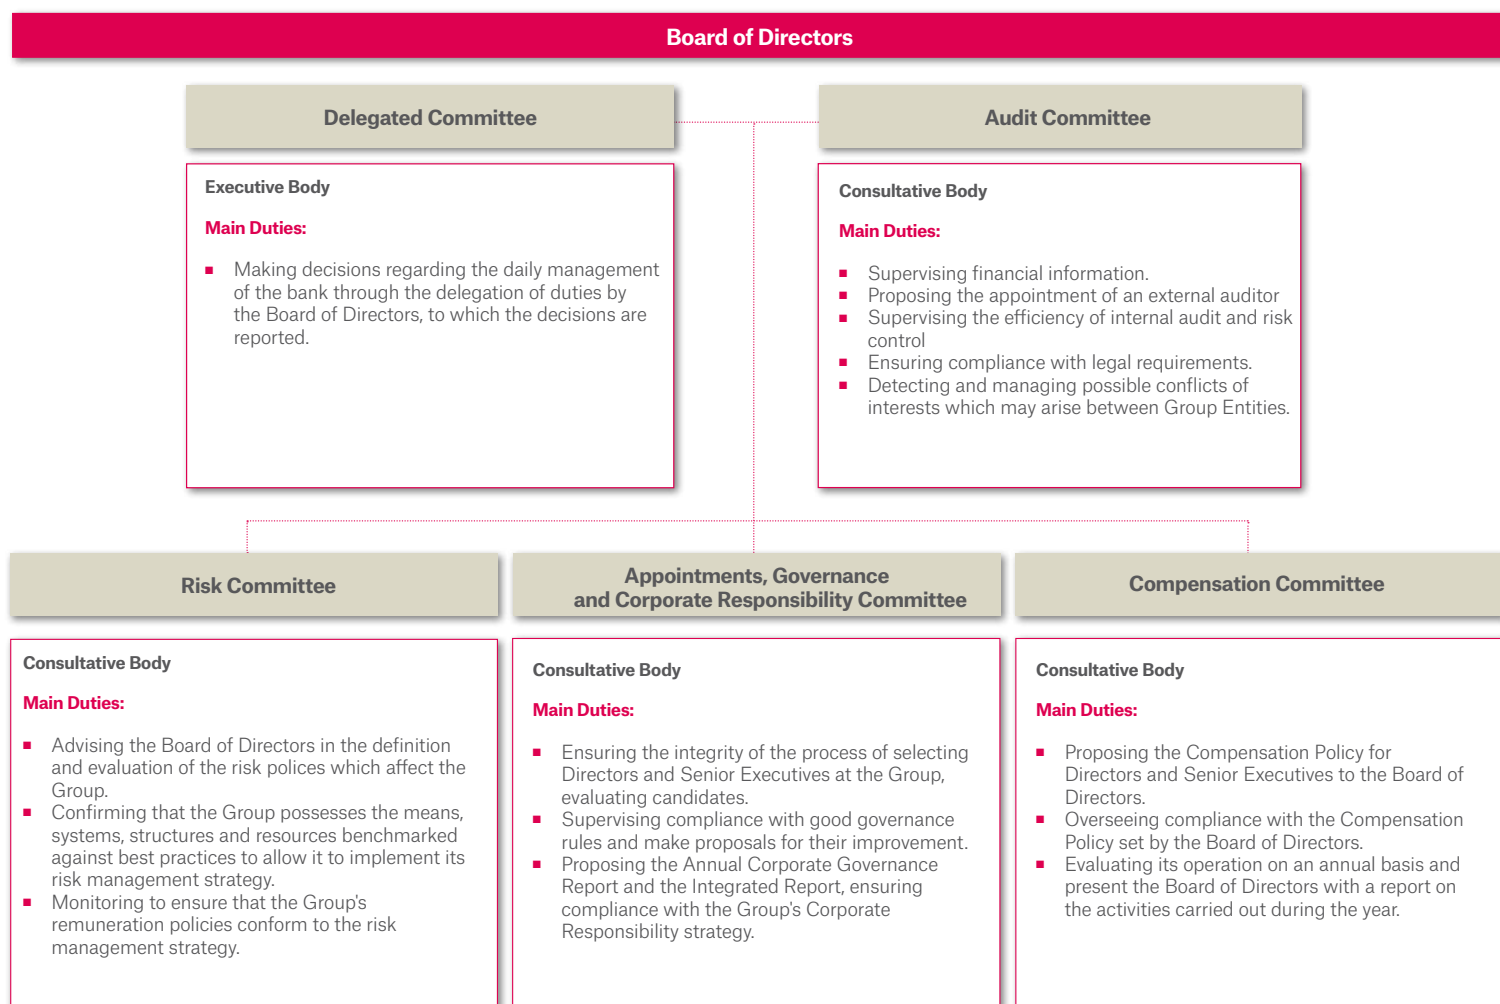 Board of Directors
Delegated Committee
Executive Body
Main Duties:
■ Making decisions regarding the daily management
of the bank through the delegation of duties by
the Board of Directors, to which the decisions are
reported.
Audit Committee
Consultative Body
Main Duties:
■ Supervising financial information.
■ Proposing the appointment of an external auditor
■ Supervising the efficiency of internal audit and risk
control
■ Ensuring compliance with legal requirements.
■ Detecting and managing possible conflicts of
interests which may arise between Group Entities.
Risk Committee
Consultative Body
Main Duties:
■ Advising the Board of Directors in the definition
and evaluation of the risk polices which affect the
Group.
■ Confirming that the Group possesses the means,
systems, structures and resources benchmarked
against best practices to allow it to implement its
risk management strategy.
■ Monitoring to ensure that the Group's
remuneration policies conform to the risk
management strategy.
Appointments, Governance
and Corporate Responsibility Committee
Consultative Body
Main Duties:
■ Ensuring the integrity of the process of selecting
Directors and Senior Executives at the Group,
evaluating candidates.
■ Supervising compliance with good governance
rules and make proposals for their improvement.
■ Proposing the Annual Corporate Governance
Report and the Integrated Report, ensuring
compliance with the Group's Corporate
Responsibility strategy.
Compensation Committee
Consultative Body
Main Duties:
■ Proposing the Compensation Policy for
Directors and Senior Executives to the Board of
Directors.
■ Overseeing compliance with the Compensation
Policy set by the Board of Directors.
■ Evaluating its operation on an annual basis and
present the Board of Directors with a report on
the activities carried out during the year.